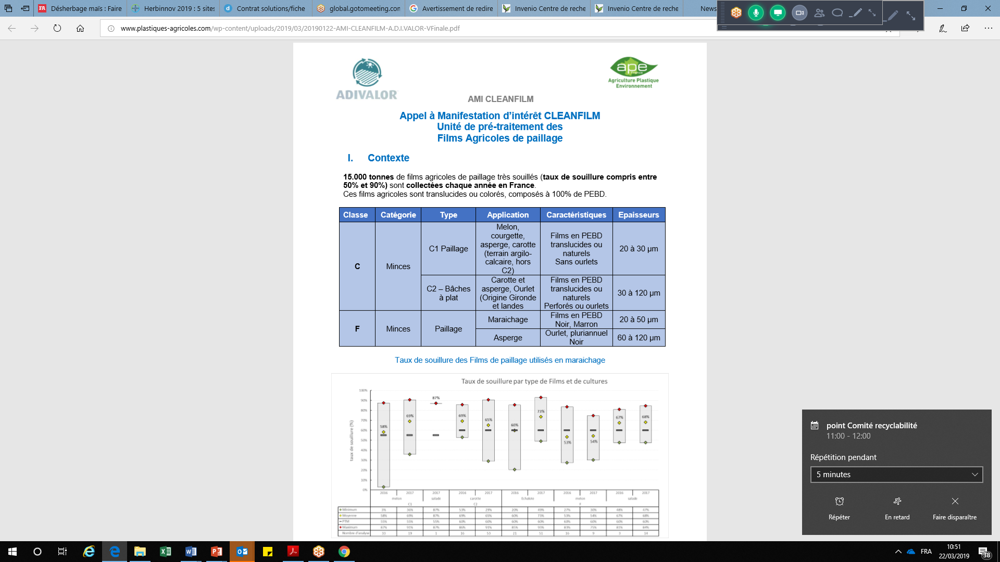 Désherbage maïs : Faire
Herbinnov 2019 : 5 sites
Contrat solutions/fiche
global.gotomeeting.con
Avertissement de redire
Invenio Centre de reche
Invenio Centre de reche
News
www.plastiques-agricoles.com/wp-content/uploads/2019/03/20190122-AMI-CLEANFILM-A.D.I.VALOR-VFinale.pdf
ADIVALOR
ape
France
Agriculture Plastique
Environnement
AMI CLEANFILM
Appel à Manifestation d'intérêt CLEANFILM
Unité de pré-traitement des
Films Agricoles de paillage
I. Contexte
15.000 tonnes de films agricoles de paillage très souillés (taux de souillure compris entre
50% et 90%) sont collectées chaque année en France.
Ces films agricoles sont translucides ou colorés, composés à 100% de PEBD.
Classe Catégorie Type Application Caractéristiques Epaisseurs
C
Minces
C1 Paillage
Melon,
courgette,
asperge, carotte
(terrain argilo-
calcaire, hors
C2)
Films en PEBD
translucides ou
naturels
Sans ourlets
20 à 30 µm
C2 – Bâches
à plat
Carotte et
asperge, Ourlet
(Origine Gironde
et landes
Films en PEBD
translucides ou
naturels
Perforés ou ourlets
30 à 120 µm
F
Minces
Paillage
Maraichage
Films en PEBD
Noir, Marron
20 à 50 µm
Asperge
Ourlet, pluriannuel
Noir
60 à 120 µm
Taux de souillure des Films de paillage utilisés en maraichage
Taux de souillure par type de Films et de cultures
taux de souillure (%)
100%
90%
80%
70%
60%
50%
40%
30%
20%
10%
0%
58% 69% 87% 69% 65% 60% 73% 53% 54% 67% 68%
2016 2017 2017 2016 2017 2016 2017 2016 2017 2016 2017
melon salade carotte Echalote melon salade
C1 C2 F
Minimum 3% 36% 87% 53% 29% 20% 49% 27% 30% 48% 47%
Moyenne 58% 69% 87% 69% 65% 60% 73% 53% 54% 67% 68%
PTM 55% 55% 55% 60% 60% 60% 60% 60% 60% 60% 60%
Maximum 87% 91% 87% 86% 91% 85% 93% 83% 75% 81% 84%
Nombre d'analyse 33 19 1 16 53 21 51 16 9 3 14
point Comité recyclabilité
11:00 - 12:00
Répétition pendant
5 minutes
Répéter
En retard
Faire disparaître
FRA
10:51
22/03/2019
38